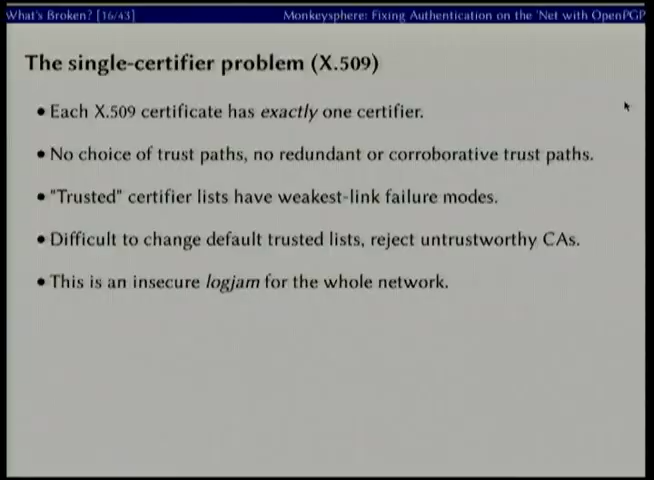 What's Broken? [16/43]
Monkeysphere: Fixing Authentication on the 'Net with OpenPGP
The single-certifier problem (X.509)
• Each X.509 certificate has exactly one certifier.
• No choice of trust paths, no redundant or corroborative trust paths.
• "Trusted" certifier lists have weakest-link failure modes.
• Difficult to change default trusted lists, reject untrustworthy CAs.
• This is an insecure logjam for the whole network.